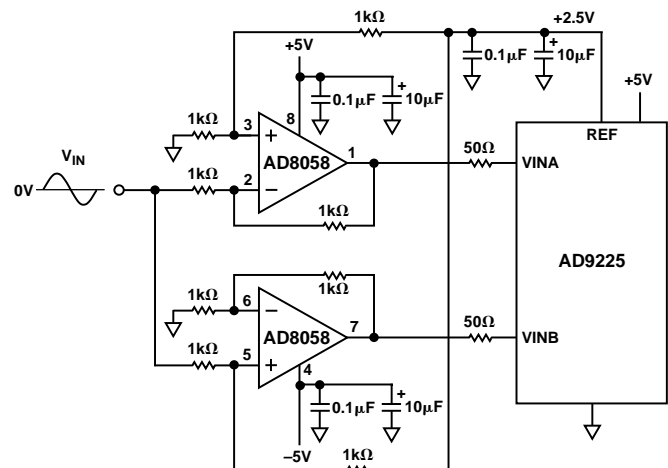 1kΩ
+2.5V
+5V
0.1μF
+
10μF
+5V
1kΩ
3
8
0.1μF
+
10μF
REF
VIN
+
AD8058
1
50Ω
VINA
0V
1kΩ
2
−
1kΩ
AD9225
1kΩ
1kΩ
6
−
AD8058
7
50Ω
VINB
1kΩ
5
+
4
0.1μF
+
10μF
–5V
1kΩ